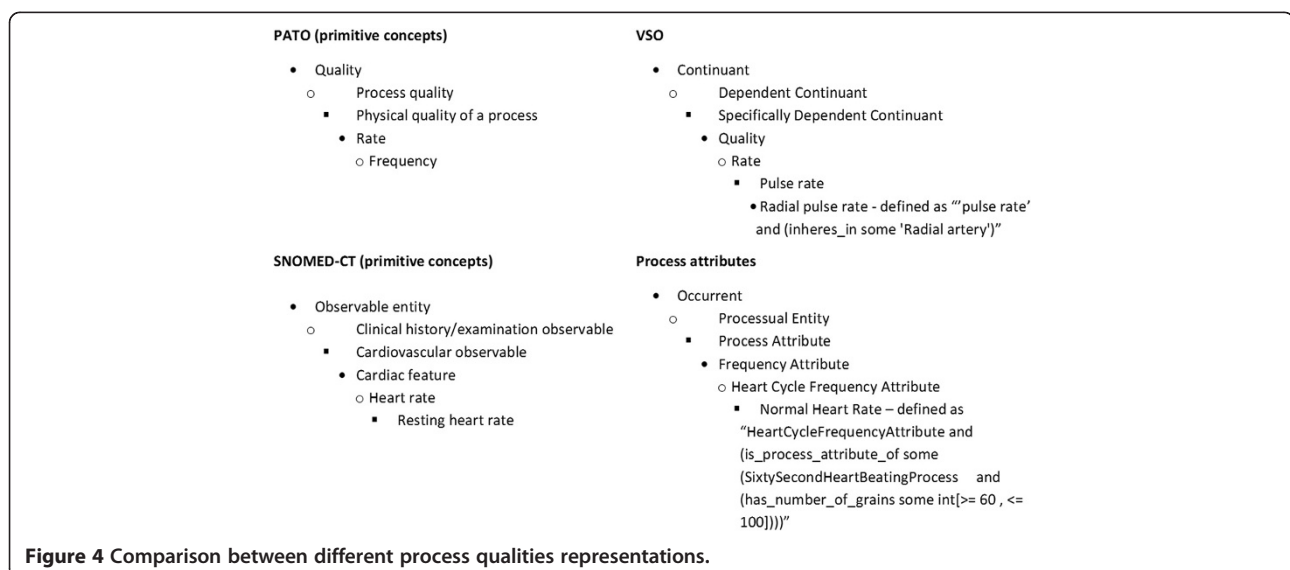 PATO (primitive concepts)
• Quality
○ Process quality
▪ Physical quality of a process
• Rate
○ Frequency
VSO
• Continuant
○ Dependent Continuant
▪ Specifically Dependent Continuant
• Quality
○ Rate
▪ Pulse rate
• Radial pulse rate - defined as “‘pulse rate’
and (inheres_in some 'Radial artery')”
SNOMED-CT (primitive concepts)
• Observable entity
○ Clinical history/examination observable
▪ Cardiovascular observable
• Cardiac feature
○ Heart rate
▪ Resting heart rate
Process attributes
• Occurrent
○ Processual Entity
▪ Process Attribute
• Frequency Attribute
○ Heart Cycle Frequency Attribute
▪ Normal Heart Rate – defined as
“HeartCycleFrequencyAttribute and
(is_process_attribute_of some
(SixtySecondHeartBeatingProcess and
(has_number_of_grains some int[>= 60 , <=
100])))”
Figure 4 Comparison between different process qualities representations.